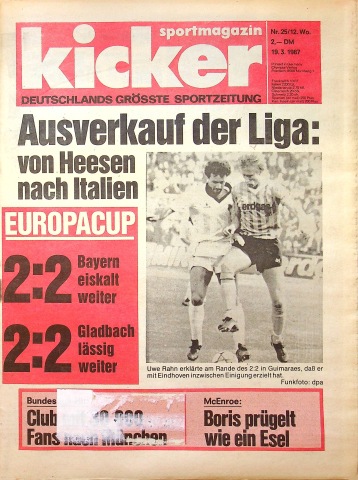 sportmagazin
kicker
DEUTSCHLANDS GRÖSSTE SPORTZEITUNG
Nr. 25/12. Wo.
2,— DM
19. 3. 1987
Ausverkauf der Liga:
von Heesen
nach Italien
EUROPACUP
2:2 Bayern
eiskalt
weiter
2:2 Gladbach
lässig
weiter
erdgas
Uwe Rahn erklärte am Rande des 2:2 in Guimaraes, daß er
mit Eindhoven inzwischen Einigung erzielt hat.
Funkfoto: dpa
Club
Fans nach München
McEnroe:
Boris prügelt
wie ein Esel